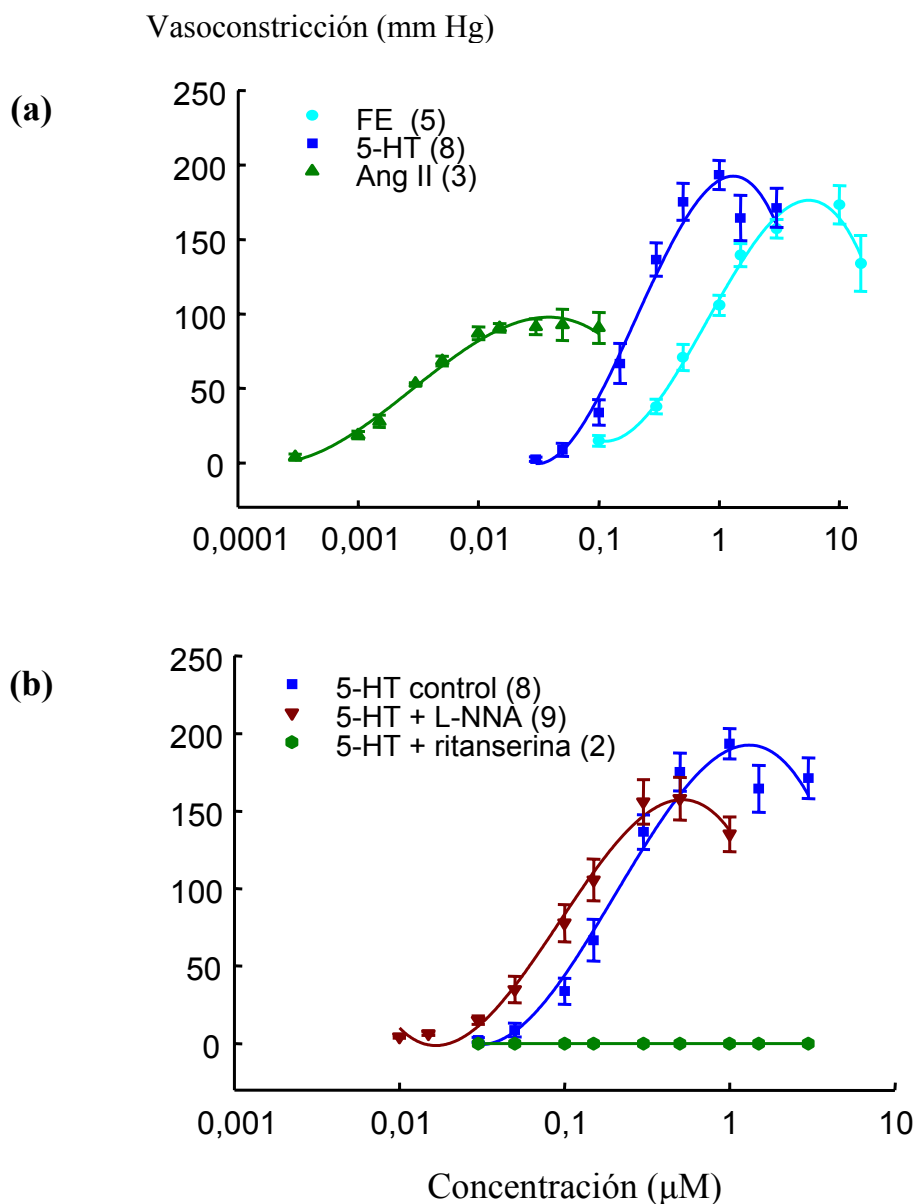 Vasoconstricción (mm Hg)
(a)
250
200
150
100
50
0
FE (5)
5-HT (8)
Ang II (3)
0,0001
0,001
0,01
0,1
1
10
(b)
250
200
150
100
50
0
5-HT control (8)
5-HT + L-NNA (9)
5-HT + ritanserina (2)
0,001
0,01
0,1
1
10
Concentración (μM)